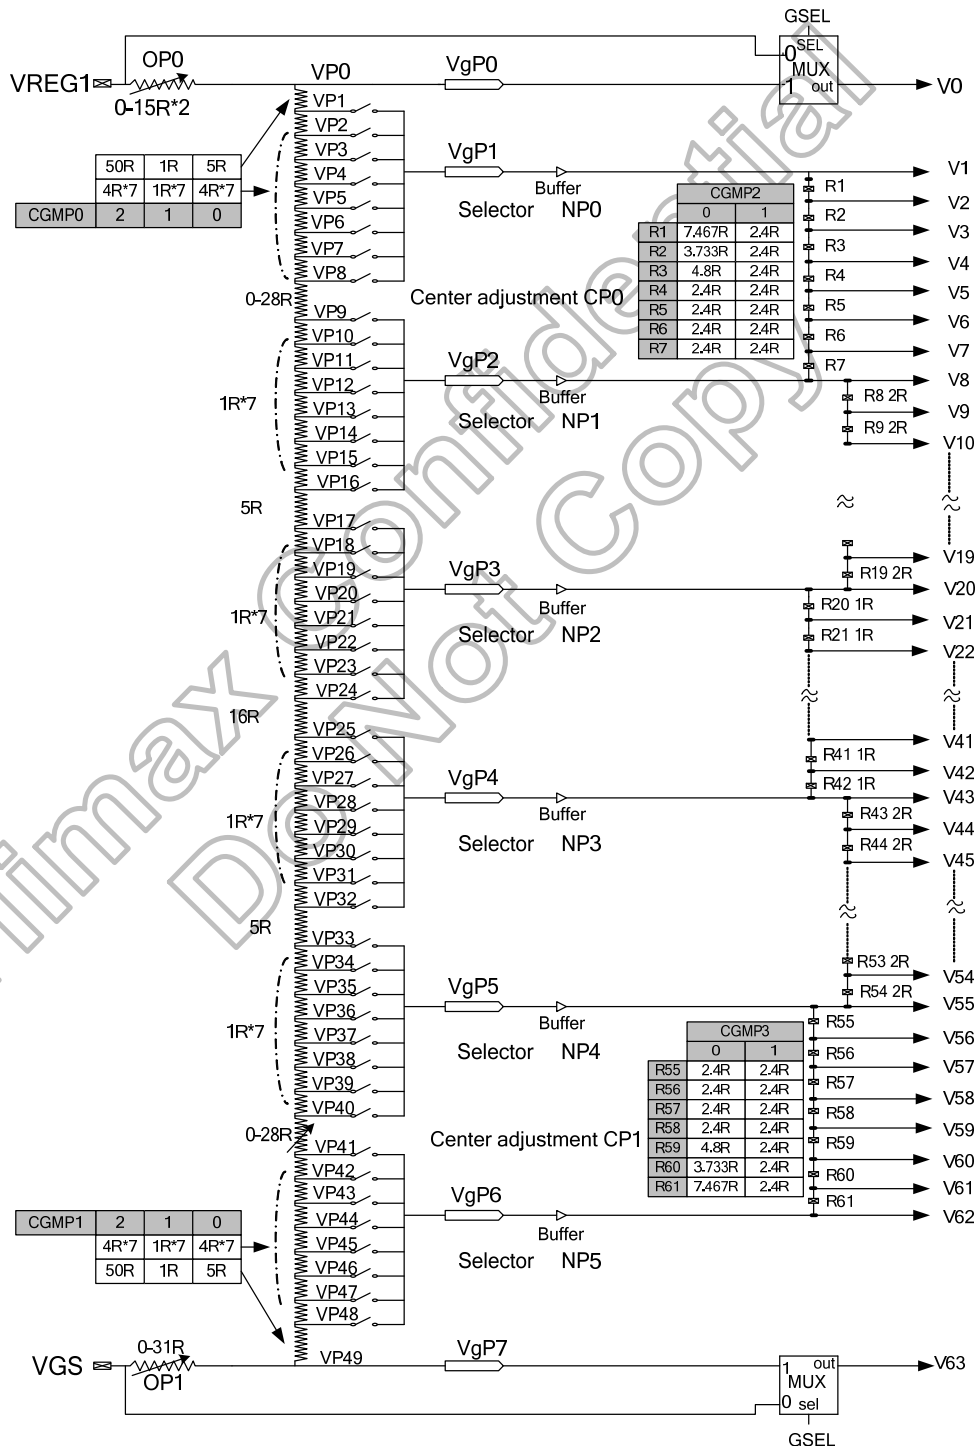 GSEL
OP0
VREG1
0-15R*2
VP0
VgP0
0 SEL
MUX
1 out
V0
50R 1R 5R
4R*7 1R*7 4R*7
CGMP0 2 1 0
VP1
VP2
VP3
VP4
VP5
VP6
VP7
VP8
VgP1
Buffer
Selector NP0
0-28R
Center adjustment CP0
CGMP2
0 1
R1 7.467R 2.4R
R2 3.733R 2.4R
R3 4.8R 2.4R
R4 2.4R 2.4R
R5 2.4R 2.4R
R6 2.4R 2.4R
R7 2.4R 2.4R
V1
R1
V2
R2
V3
R3
V4
R4
V5
R5
V6
R6
V7
R7
V8
R8 2R
V9
R9 2R
V10
VP9
VP10
VP11
VP12
VP13
VP14
VP15
VP16
1R*7
VgP2
Buffer
Selector NP1
5R
VP17
VP18
VP19
VP20
VP21
VP22
VP23
VP24
1R*7
VgP3
Buffer
Selector NP2
V19
R19 2R
V20
R20 1R
V21
R21 1R
V22
16R
VP25
VP26
VP27
VP28
VP29
VP30
VP31
VP32
1R*7
VgP4
Buffer
Selector NP3
V41
R41 1R
V42
R42 1R
V43
R43 2R
V44
R44 2R
V45
5R
VP33
VP34
VP35
VP36
VP37
VP38
VP39
VP40
1R*7
VgP5
Buffer
Selector NP4
R53 2R
V54
R54 2R
V55
R55
V56
R56
V57
R57
V58
R58
V59
R59
V60
R60
V61
R61
V62
0-28R
Center adjustment CP1
CGMP3
0 1
R55 2.4R 2.4R
R56 2.4R 2.4R
R57 2.4R 2.4R
R58 2.4R 2.4R
R59 4.8R 2.4R
R60 3.733R 2.4R
R61 7.467R 2.4R
VP41
VP42
VP43
VP44
VP45
VP46
VP47
VP48
VgP6
Buffer
Selector NP5
CGMP1 2 1 0
4R*7 1R*7 4R*7
50R 1R 5R
0-31R
VGS
OP1
VP49
VgP7
1 out
MUX
0 sel
V63
GSEL
Himax Confidential
Do Not Copy